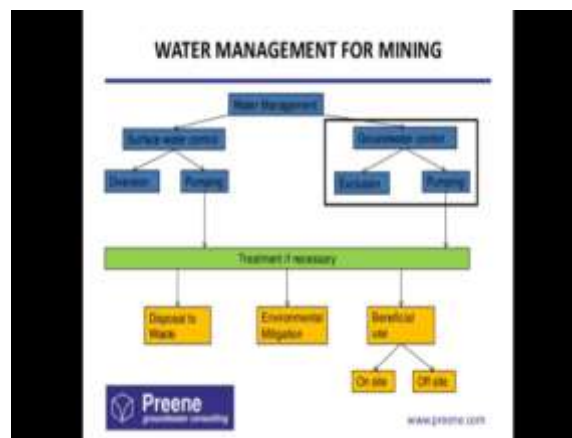 WATER MANAGEMENT FOR MINING
Water Management
Surface water control
Groundwater control
Diversion
Pumping
Exclusion
Pumping
Treatment if necessary
Disposal to
Waste
Environmental
Mitigation
Beneficial
use
On site
Off site
Preene
groundwater consulting
www.preene.com